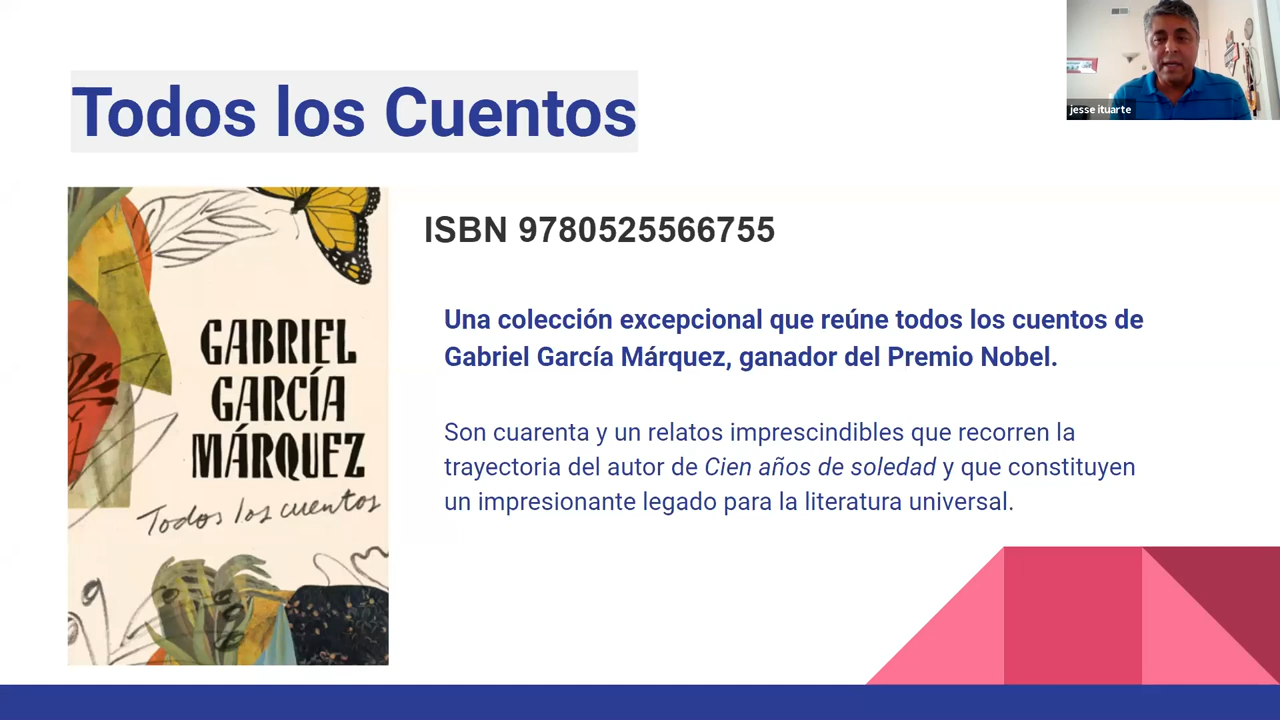 Todos los Cuentos
jesse ituarte
GABRIEL
GARCÍA
MÁRQUEZ
Todos los cuentos
ISBN 9780525566755
Una colección excepcional que reúne todos los cuentos de
Gabriel García Márquez, ganador del Premio Nobel.
Son cuarenta y un relatos imprescindibles que recorren la
trayectoria del autor de Cien años de soledad y que constituyen
un impresionante legado para la literatura universal.